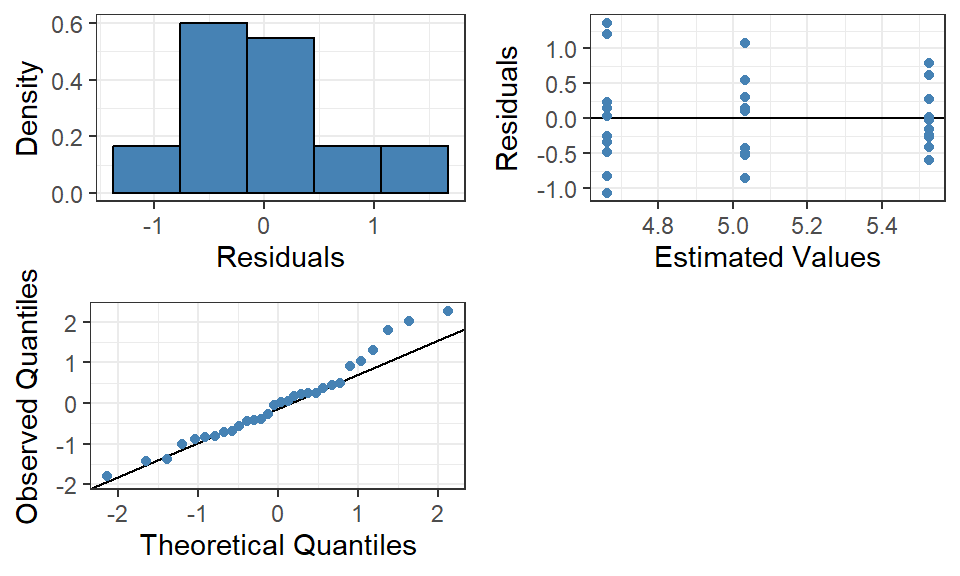 Density
0.6
0.4
0.2
0.0
-1 0 1
Residuals
Residuals
1.0
0.5
0.0
-0.5
-1.0
4.8 5.0 5.2 5.4
Estimated Values
Observed Quantiles
2
1
0
-1
-2
-2 -1 0 1 2
Theoretical Quantiles